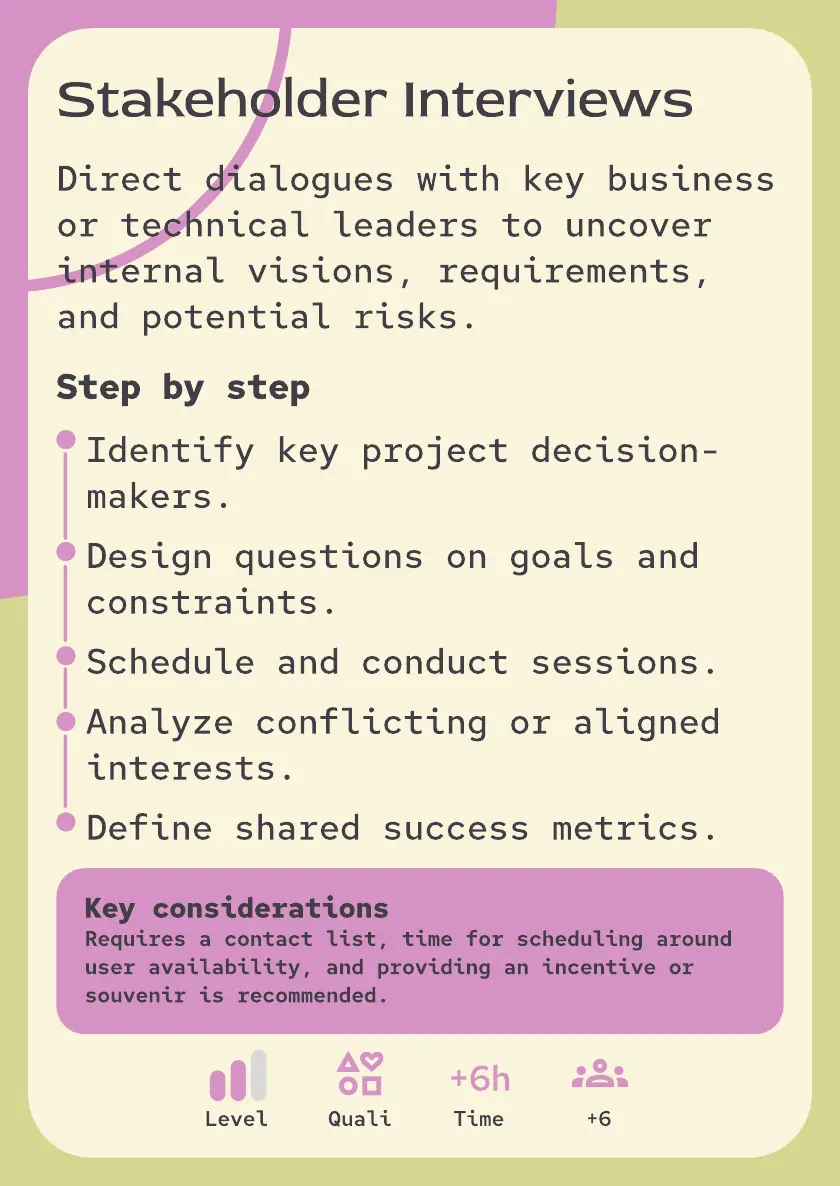 Stakeholder Interviews
Direct dialogues with key business
or technical leaders to uncover
internal visions, requirements,
and potential risks.
Step by step
Identify key project decision-
makers.
Design questions on goals and
constraints.
Schedule and conduct sessions.
Analyze conflicting or aligned
interests.
Define shared success metrics.
Key considerations
Requires a contact list, time for scheduling around
user availability, and providing an incentive or
souvenir is recommended.
+6h
Level Quali Time +6